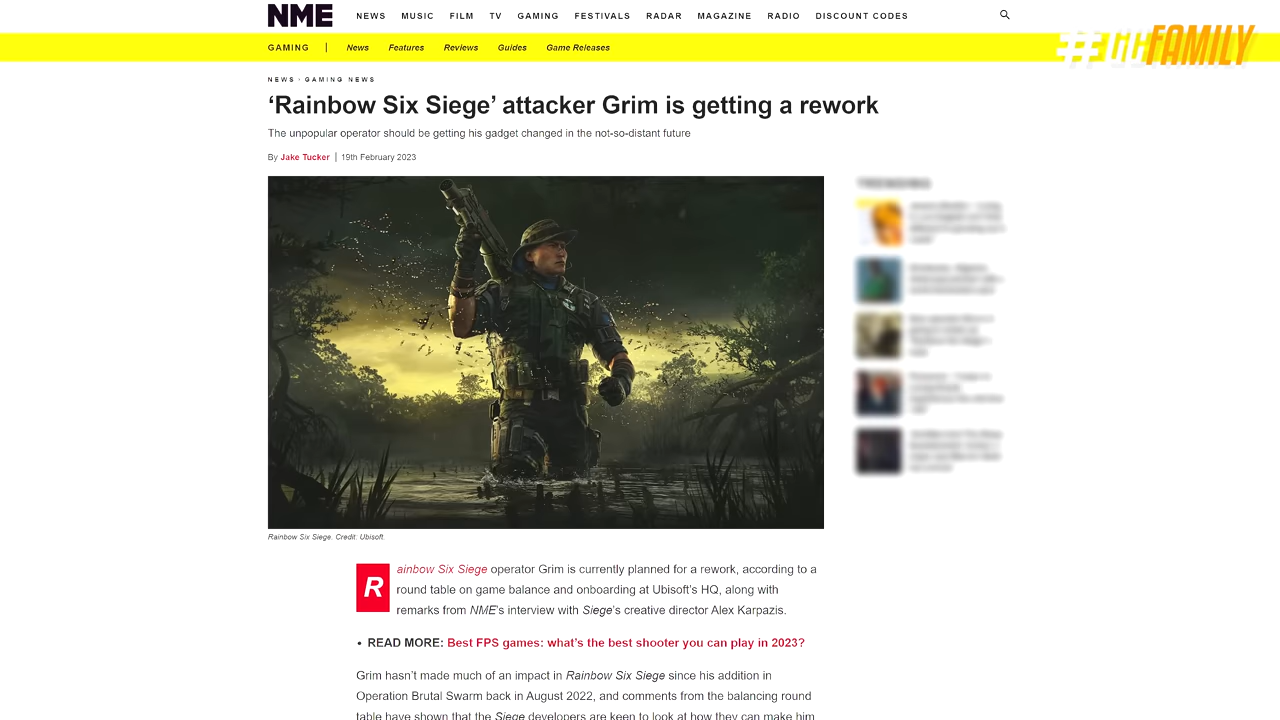 NME NEWS MUSIC FILM TV GAMING FESTIVALS RADAR MAGAZINE RADIO DISCOUNT CODES
GAMING | News Features Reviews Guides Game Releases
#GCFAMILY
NEWS · GAMING NEWS
‘Rainbow Six Siege’ attacker Grim is getting a rework
The unpopular operator should be getting his gadget changed in the not-so-distant future
By Jake Tucker | 19th February 2023
TRENDING
Rainbow Six Siege. Credit: Ubisoft.
Rainbow Six Siege operator Grim is currently planned for a rework, according to a
round table on game balance and onboarding at Ubisoft’s HQ, along with
remarks from NME’s interview with Siege’s creative director Alex Karpazis.
• READ MORE: Best FPS games: what’s the best shooter you can play in 2023?
Grim hasn’t made much of an impact in Rainbow Six Siege since his addition in
Operation Brutal Swarm back in August 2022, and comments from the balancing round
table have shown that the Siege developers are keen to look at how they can make him